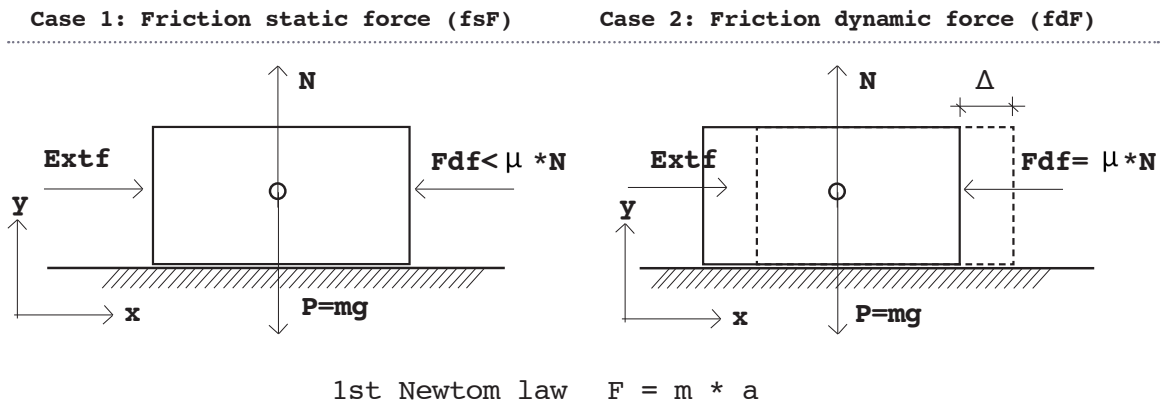 Case 1: Friction static force (fsF)
Case 2: Friction dynamic force (fdF)
N
Extf
Fdf< μ *N
y
x
P=mg
N
Δ
Extf
Fdf= μ*N
y
x
P=mg
1st Newtom law F = m * a